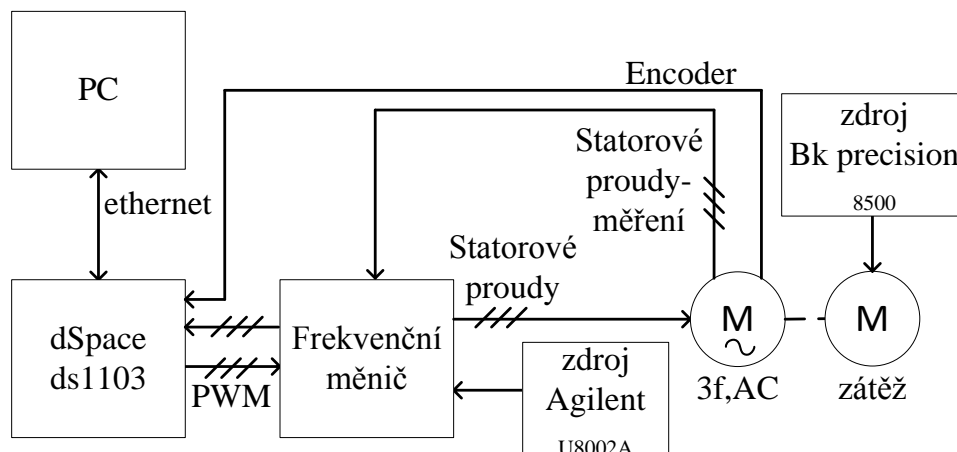 PC
ethernet
dSpace
ds1103
PWM
Frekvenční
měnič
Statorové
proudy
Encoder
Statorové
proudy-
měření
zdroj
Agilent
U8002A
M
3f,AC
zdroj
Bk precision
8500
M
zátěž